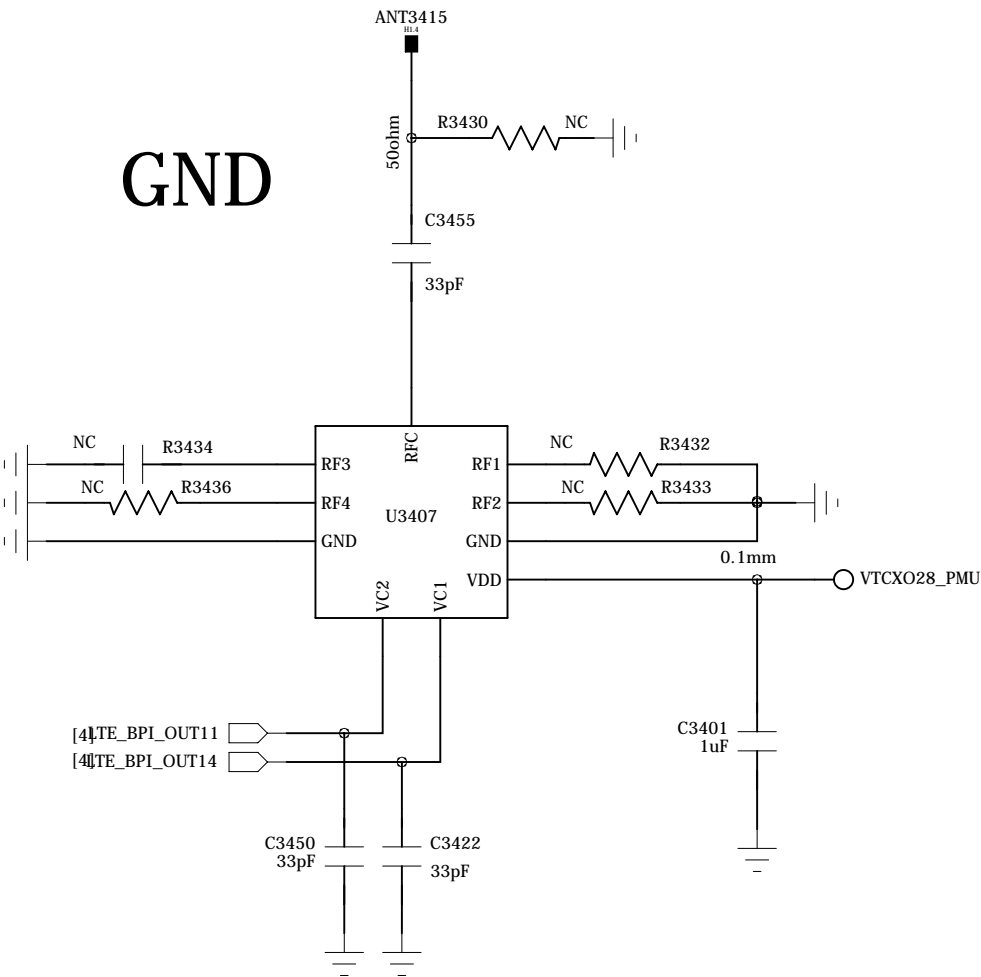 ANT3415
H1.4
50ohm
R3430
NC
GND
C3455
33pF
NC
R3434
NC
R3436
RFC
RF3
RF4
GND
U3407
RF1
RF2
GND
VDD
VC2
VC1
NC
R3432
NC
R3433
0.1mm
VTCXO28_PMU
[4]LTE_BPI_OUT11
[4]LTE_BPI_OUT14
C3401
1uF
C3450
33pF
C3422
33pF